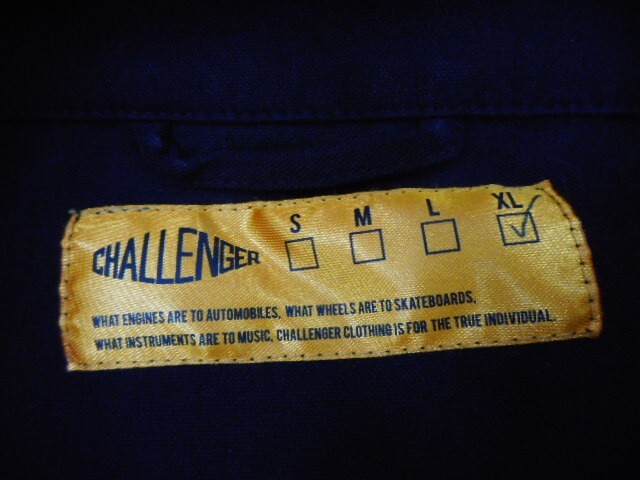 CHALLENGER S M L XL
WHAT ENGINES ARE TO AUTOMOBILES, WHAT WHEELS ARE TO SKATEBOARDS,
WHAT INSTRUMENTS ARE TO MUSIC, CHALLENGER CLOTHING IS FOR THE TRUE INDIVIDUAL.